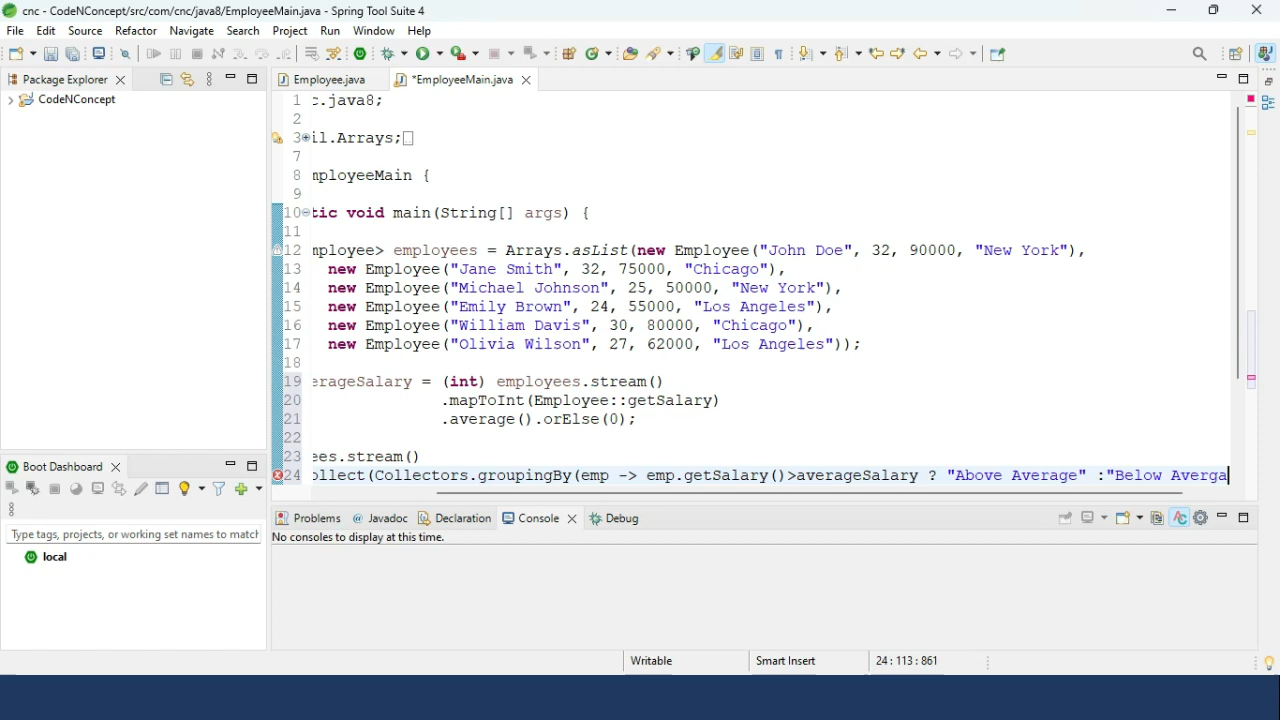 cnc - CodeNConcept/src/com/cnc/java8/EmployeeMain.java - Spring Tool Suite 4
File Edit Source Refactor Navigate Search Project Run Window Help
Package Explorer
CodeNConcept
Employee.java *EmployeeMain.java
1 c.java8;
2
3 il.Arrays;
7
8 mployeeMain {
9
10 tic void main(String[] args) {
11
12 mployee> employees = Arrays.asList(new Employee("John Doe", 32, 90000, "New York"),
13 new Employee("Jane Smith", 32, 75000, "Chicago"),
14 new Employee("Michael Johnson", 25, 50000, "New York"),
15 new Employee("Emily Brown", 24, 55000, "Los Angeles"),
16 new Employee("William Davis", 30, 80000, "Chicago"),
17 new Employee("Olivia Wilson", 27, 62000, "Los Angeles"));
18
19 erageSalary = (int) employees.stream()
20 .mapToInt(Employee::getSalary)
21 .average().orElse(0);
22
23 ees.stream()
24 ollect(Collectors.groupingBy(emp -> emp.getSalary()>averageSalary ? "Above Average" :"Below Averga
Boot Dashboard
Type tags, projects, or working set names to match
local
Problems Javadoc Declaration Console Debug
No consoles to display at this time.
Writable Smart Insert 24 : 113 : 861